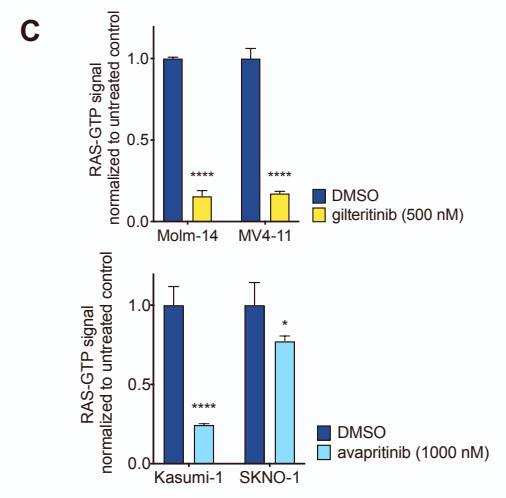 C
RAS-GTP signal
normalized to untreated control
1.0
0.5
0.0
****
****
Molm-14
MV4-11
DMSO
gilteritinib (500 nM)
RAS-GTP signal
normalized to untreated control
1.0
0.5
0.0
****
*
Kasumi-1
SKNO-1
DMSO
avapritinib (1000 nM)